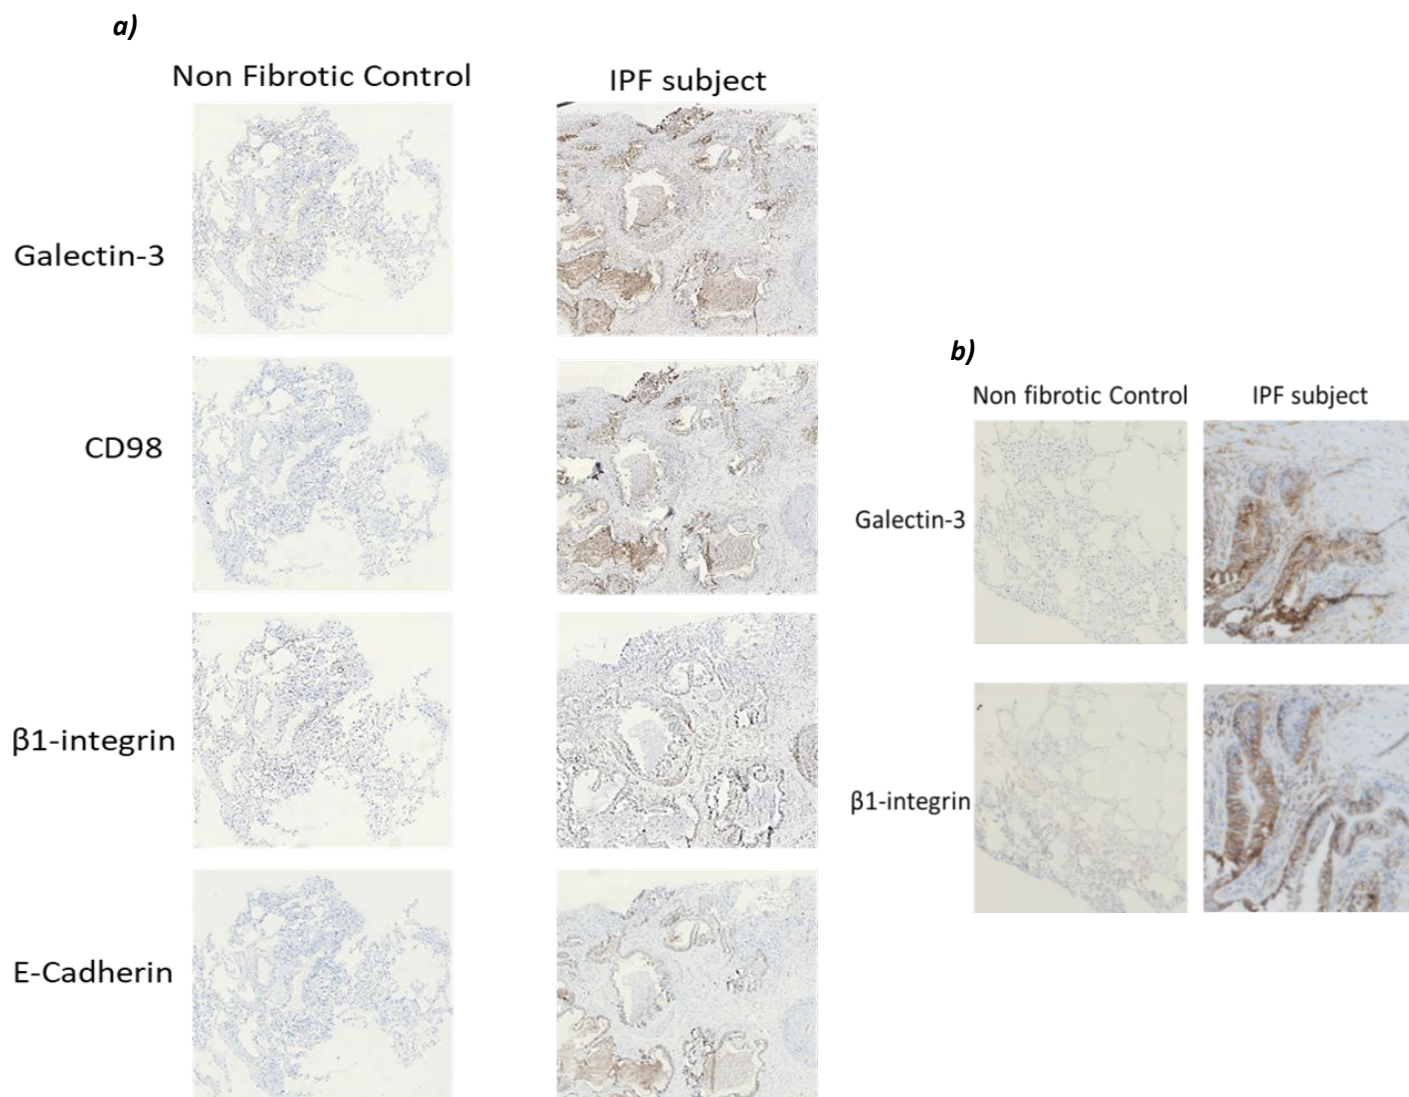 a)
Non Fibrotic Control
IPF subject
Galectin-3
CD98
β1-integrin
E-Cadherin
b)
Non fibrotic Control
IPF subject
Galectin-3
β1-integrin